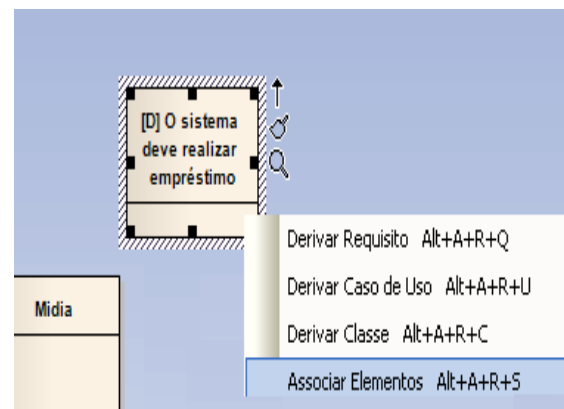 [D] O sistema
deve realizar
empréstimo
Derivar Requisito Alt+A+R+Q
Derivar Caso de Uso Alt+A+R+U
Midia
Derivar Classe Alt+A+R+C
Associar Elementos Alt+A+R+S